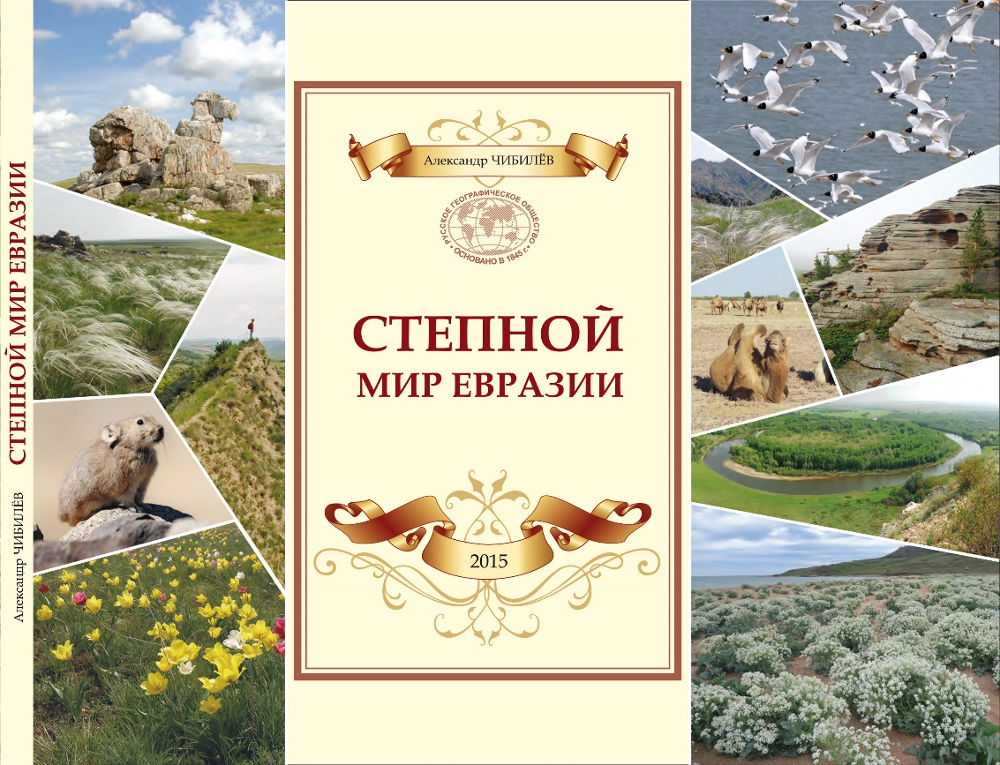 СТЕПНОЙ МИР ЕВРАЗИИ
Александр ЧИБИЛЁВ
Александр ЧИБИЛЁВ
РУССКОЕ ГЕОГРАФИЧЕСКОЕ ОБЩЕСТВО
• ОСНОВАНО В 1845 г. •
СТЕПНОЙ
МИР ЕВРАЗИИ
2015